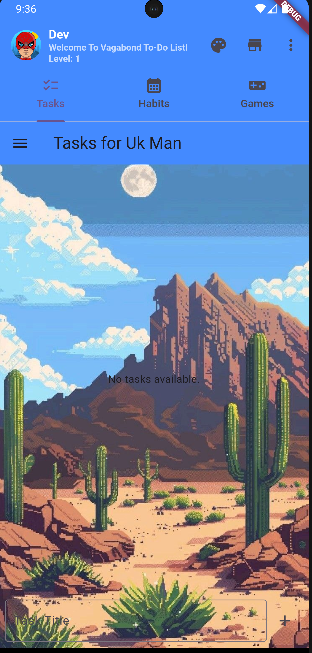 9:36
DEBUG
Dev
Welcome To Vagabond To-Do List!
Level: 1
Tasks
Habits
Games
Tasks for Uk Man
No tasks available.
Task Title